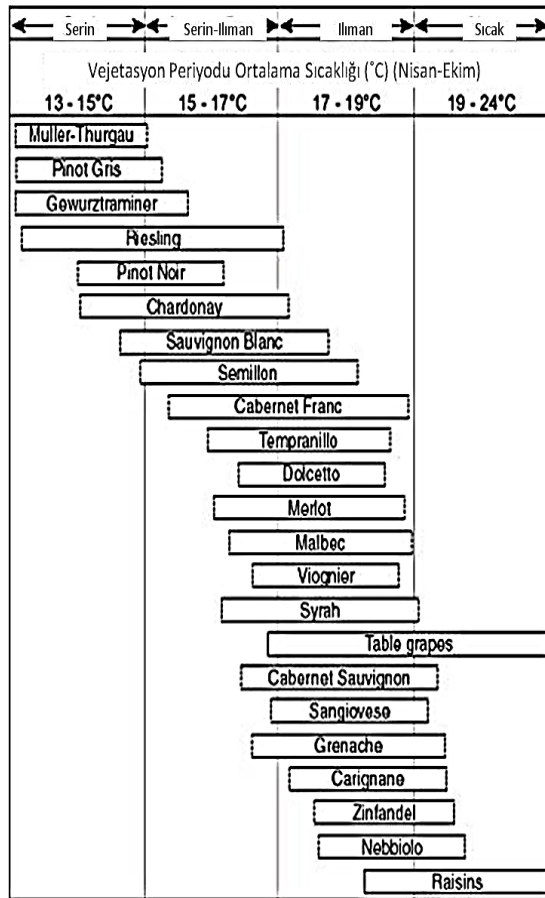 Serin Serin-Ilıman Ilıman Sıcak
Vejetasyon Periyodu Ortalama Sıcaklığı (°C) (Nisan-Ekim)
13 - 15°C 15 - 17°C 17 - 19°C 19 - 24°C
Muller-Thurgau
Pinot Gris
Gewurztraminer
Riesling
Pinot Noir
Chardonay
Sauvignon Blanc
Semillon
Cabernet Franc
Tempranillo
Dolcetto
Merlot
Malbec
Viognier
Syrah
Table grapes
Cabernet Sauvignon
Sangiovese
Grenache
Carignane
Zinfandel
Nebbiolo
Raisins